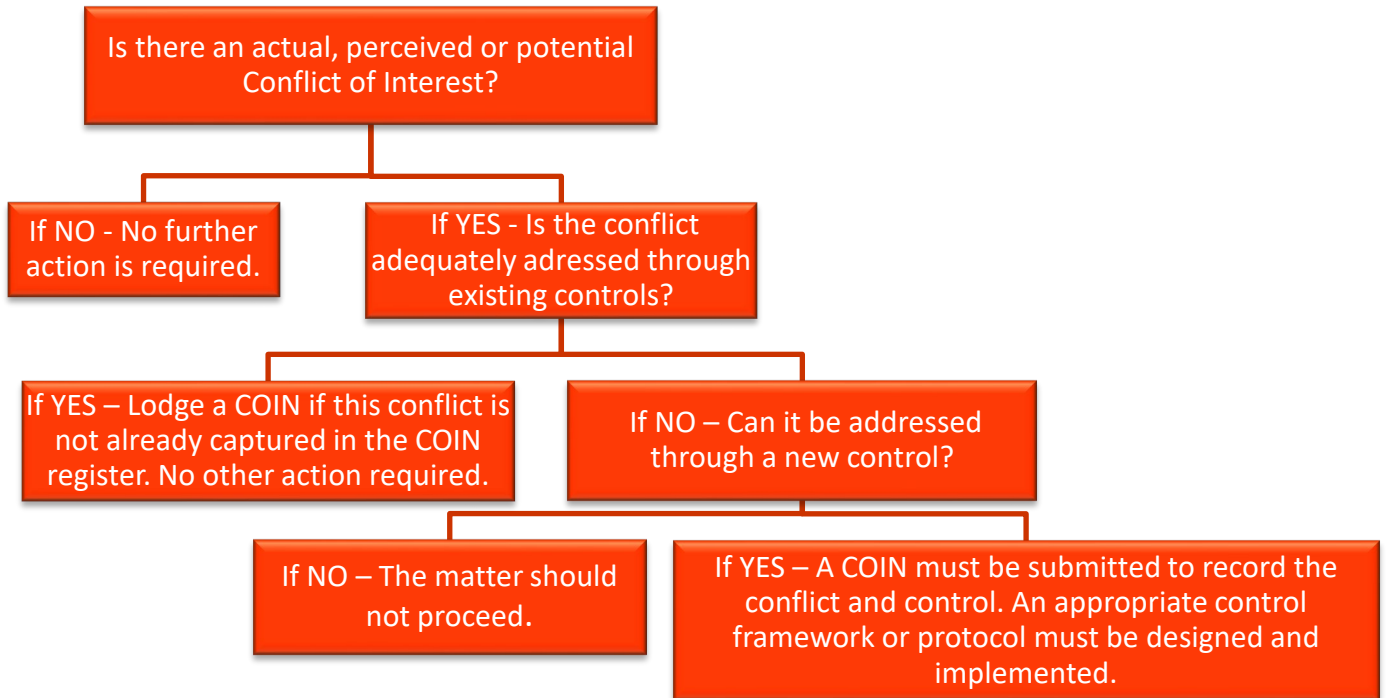 Is there an actual, perceived or potential
Conflict of Interest?
If NO - No further
action is required.
If YES - Is the conflict
adequately adressed through
existing controls?
If YES – Lodge a COIN if this conflict is
not already captured in the COIN
register. No other action required.
If NO – Can it be addressed
through a new control?
If NO – The matter should
not proceed.
If YES – A COIN must be submitted to record the
conflict and control. An appropriate control
framework or protocol must be designed and
implemented.